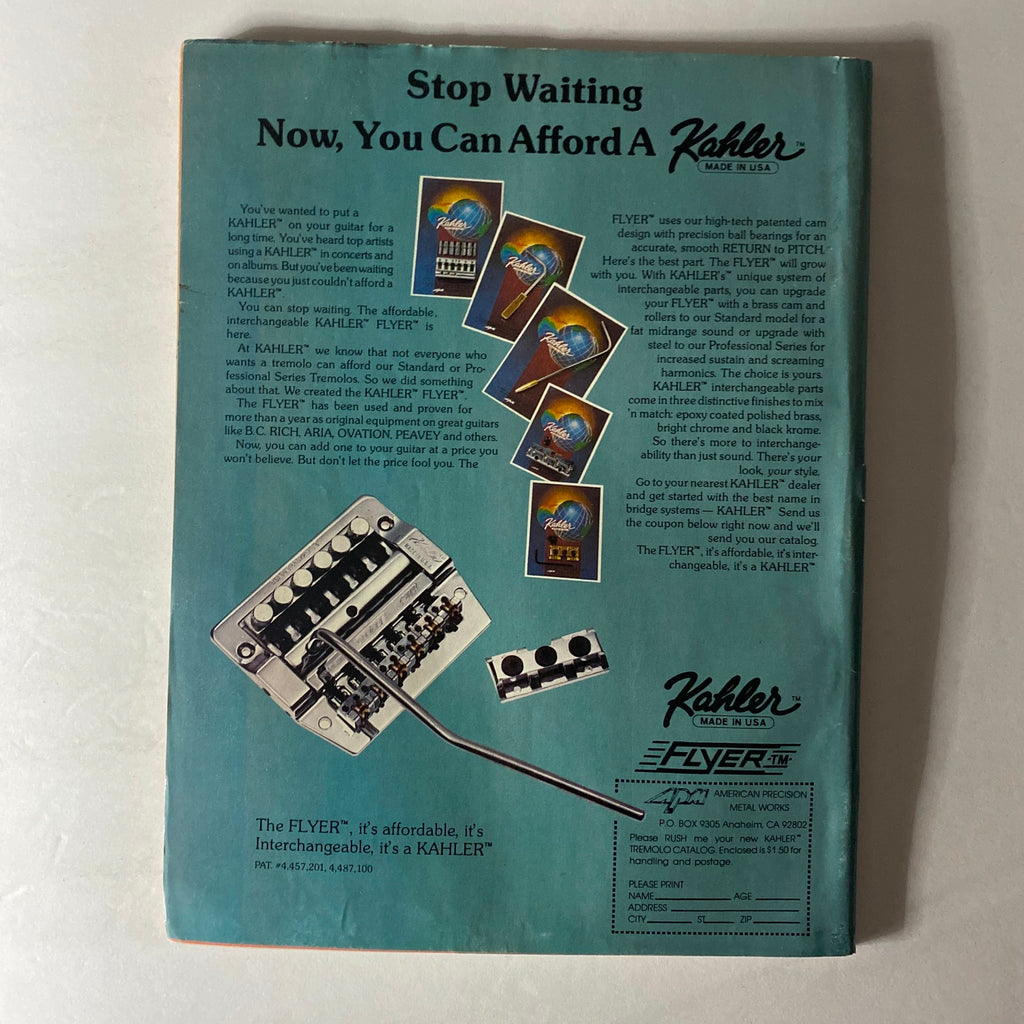 Stop Waiting
Now, You Can Afford A Kahler™
MADE IN USA
You've wanted to put a
KAHLER™ on your guitar for a
long time. You've heard top artists
using a KAHLER™ in concerts and
on albums. But you've been waiting
because you just couldn't afford a
KAHLER™.
You can stop waiting. The affordable,
interchangeable KAHLER™ FLYER™ is
here.
At KAHLER™ we know that not everyone who
wants a tremolo can afford our Standard or Pro-
fessional Series Tremolos. So we did something
about that. We created the KAHLER™ FLYER™.
The FLYER™ has been used and proven for
more than a year as original equipment on great guitars
like B.C. RICH, ARIA, OVATION, PEAVEY and others.
Now, you can add one to your guitar at a price you
won't believe. But don't let the price fool you. The
Kahler
Kahler
Kahler
Kahler
Kahler
FLYER™ uses our high-tech patented cam
design with precision ball bearings for an
accurate, smooth RETURN to PITCH.
Here's the best part. The FLYER™ will grow
with you. With KAHLER's™ unique system of
interchangeable parts, you can upgrade
your FLYER™ with a brass cam and
rollers to our Standard model for a
fat midrange sound or upgrade with
steel to our Professional Series for
increased sustain and screaming
harmonics. The choice is yours.
KAHLER™ interchangeable parts
come in three distinctive finishes to mix
'n match: epoxy coated polished brass,
bright chrome and black krome.
So there's more to interchange-
ability than just sound. There's your
look, your style.
Go to your nearest KAHLER™ dealer
and get started with the best name in
bridge systems — KAHLER™ Send us
the coupon below right now and we'll
send you our catalog.
The FLYER™, it's affordable, it's inter-
changeable, it's a KAHLER™
MADE IN U.S.A.
Kahler™
MADE IN USA
FLYER™
The FLYER™, it's affordable, it's
Interchangeable, it's a KAHLER™
PAT. #4,457,201, 4,487,100
APM AMERICAN PRECISION
METAL WORKS
P.O. BOX 9305 Anaheim, CA 92802
Please RUSH me your new KAHLER™
TREMOLO CATALOG. Enclosed is $1.50 for
handling and postage.
PLEASE PRINT
NAME AGE
ADDRESS
CITY ST. ZIP